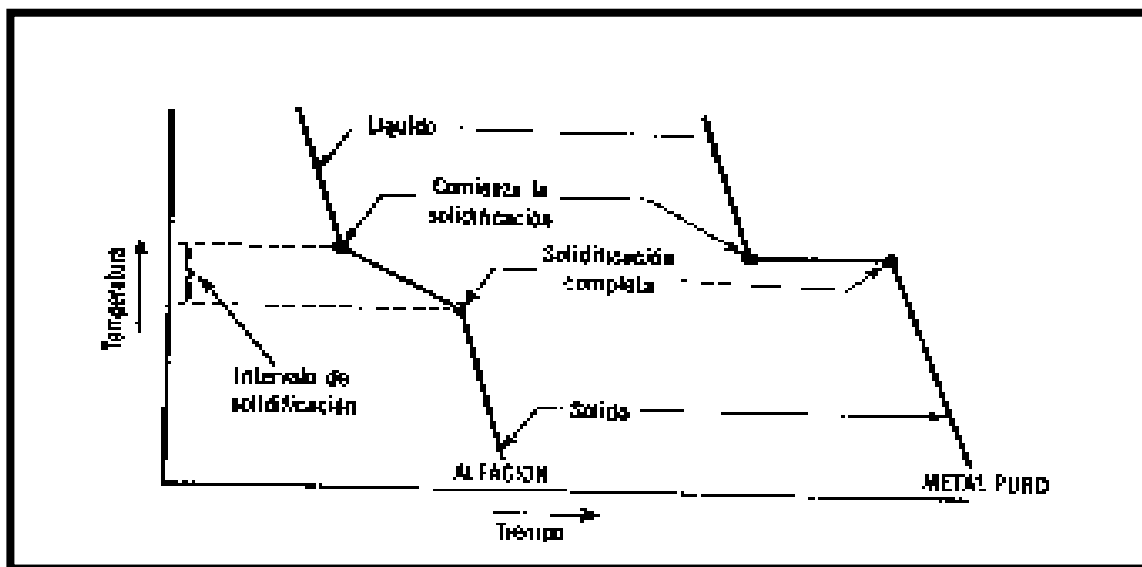 Líquido
Comienza la
solidificación
Solidificación
completa
Temperatura
Intervalo de
solidificación
Sólido
ALEACION
METAL PURO
Tiempo